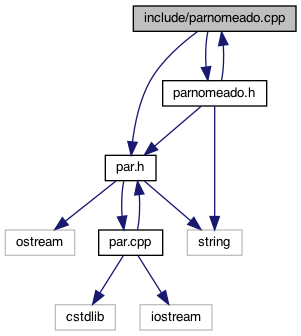 include/parnomeado.cpp
parnomeado.h
par.h
ostream
par.cpp
string
cstdlib
iostream